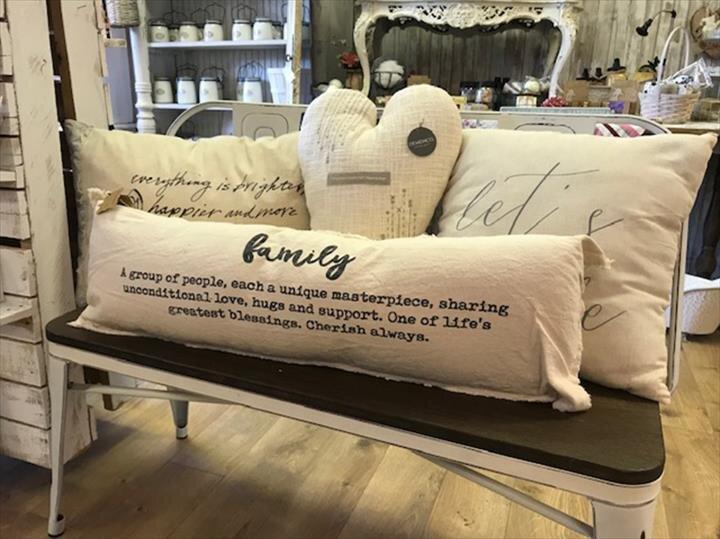 everything is brighter
happier and more
let's
family
A group of people, each a unique masterpiece, sharing
unconditional love, hugs and support. One of life's
greatest blessings. Cherish always.